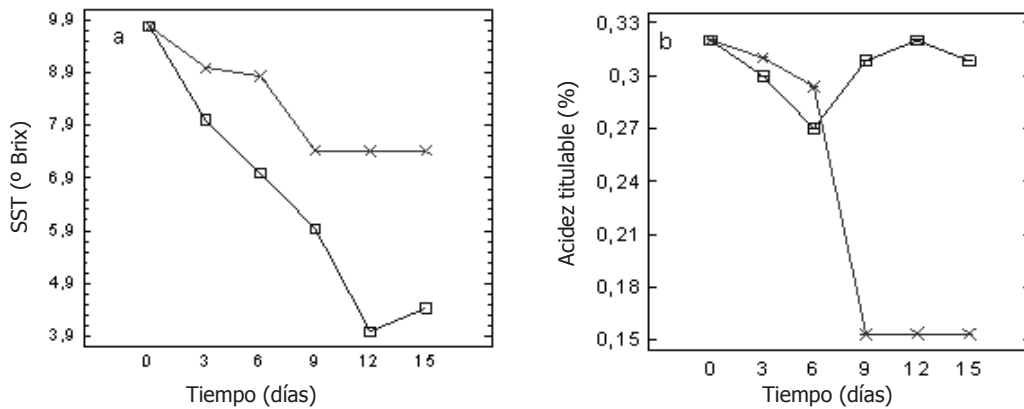 a
9,9
8,9
7,9
6,9
5,9
4,9
3,9
SST (º Brix)
0 3 6 9 12 15
Tiempo (días)
b
0,33
0,3
0,27
0,24
0,21
0,18
0,15
Acidez titulable (%)
0 3 6 9 12 15
Tiempo (días)